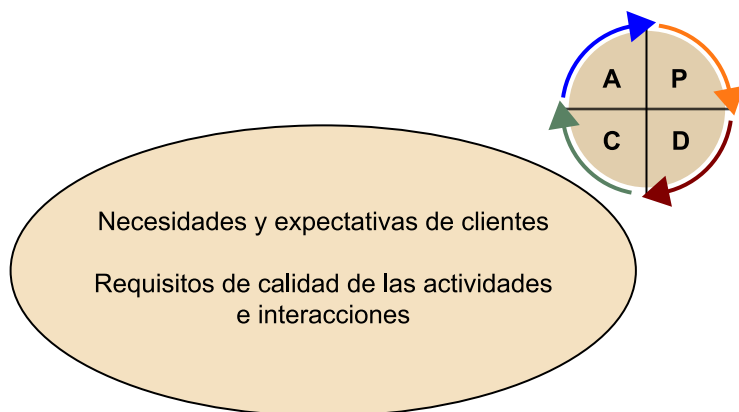 A P
C D
Necesidades y expectativas de clientes
Requisitos de calidad de las actividades
e interacciones